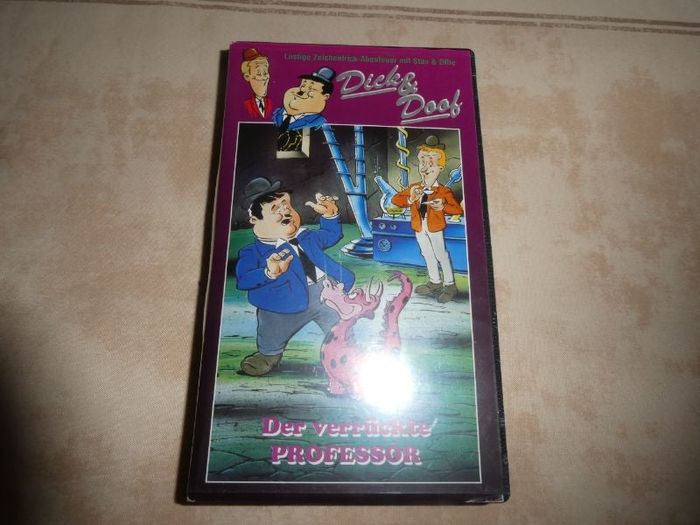 Lustige Zeichentrick-Abenteuer mit Stan & Ollie
Dick &
Doof
Der verrückte
PROFESSOR